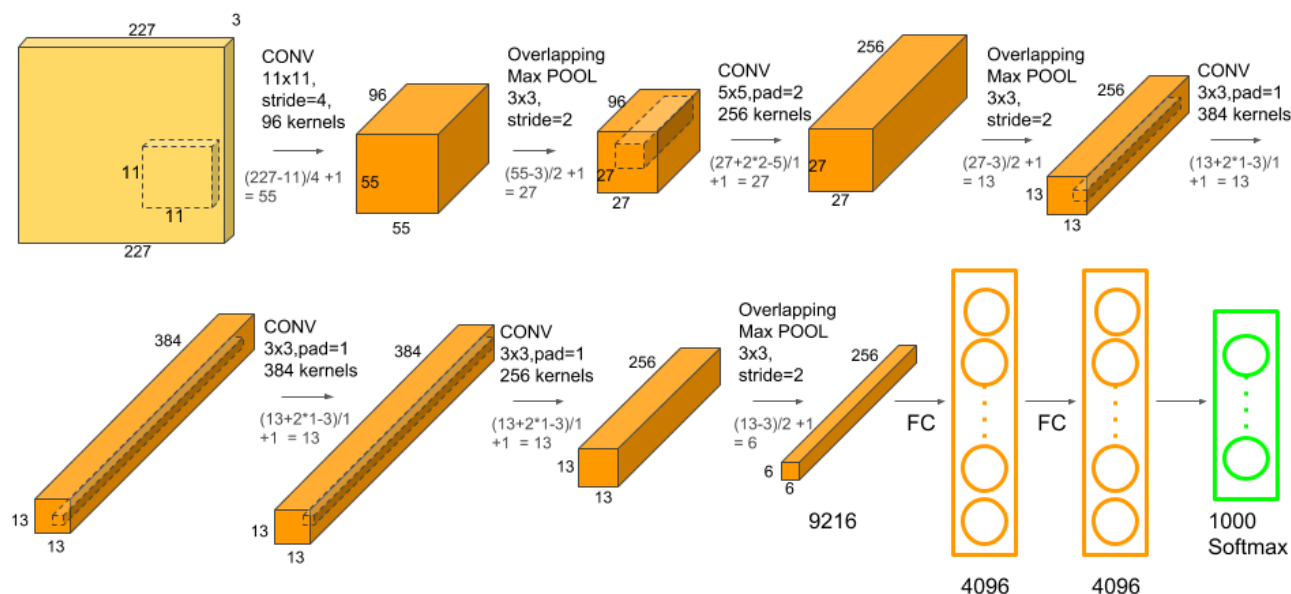 227
3
11
11
227
CONV
11x11,
stride=4,
96 kernels
(227-11)/4 +1
= 55
96
55
55
Overlapping
Max POOL
3x3,
stride=2
(55-3)/2 +1
= 27
96
27
27
CONV
5x5,pad=2
256 kernels
(27+2*2-5)/1
+1 = 27
256
27
27
Overlapping
Max POOL
3x3,
stride=2
(27-3)/2 +1
= 13
256
13
13
CONV
3x3,pad=1
384 kernels
(13+2*1-3)/1
+1 = 13
384
13
13
CONV
3x3,pad=1
384 kernels
(13+2*1-3)/1
+1 = 13
384
13
13
CONV
3x3,pad=1
256 kernels
(13+2*1-3)/1
+1 = 13
256
13
13
Overlapping
Max POOL
3x3,
stride=2
(13-3)/2 +1
= 6
256
6
6
9216
FC
4096
FC
4096
1000
Softmax